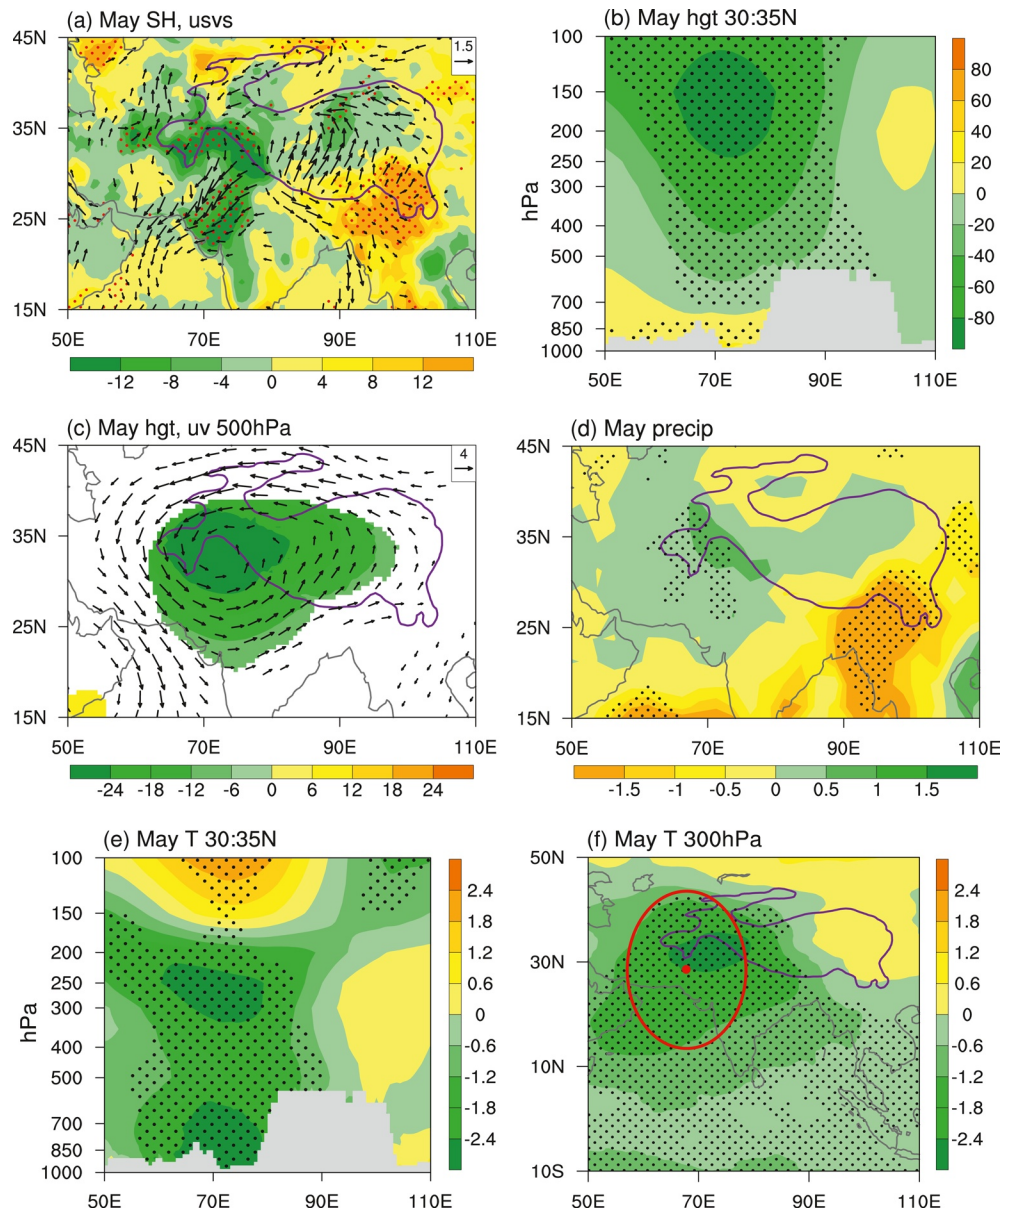 (a) May SH, usvs
45N
35N
25N
15N
1.5
50E 70E 90E 110E
-12 -8 -4 0 4 8 12
(b) May hgt 30:35N
hPa
100
150
200
250
300
400
500
700
850
1000
50E 70E 90E 110E
80
60
40
20
0
-20
-40
-60
-80
(c) May hgt, uv 500hPa
45N
35N
25N
15N
4
50E 70E 90E 110E
-24 -18 -12 -6 0 6 12 18 24
(d) May precip
45N
35N
25N
15N
50E 70E 90E 110E
-1.5 -1 -0.5 0 0.5 1 1.5
(e) May T 30:35N
hPa
100
150
200
250
300
400
500
700
850
1000
50E 70E 90E 110E
2.4
1.8
1.2
0.6
0
-0.6
-1.2
-1.8
-2.4
(f) May T 300hPa
50N
30N
10N
10S
50E 70E 90E 110E
2.4
1.8
1.2
0.6
0
-0.6
-1.2
-1.8
-2.4